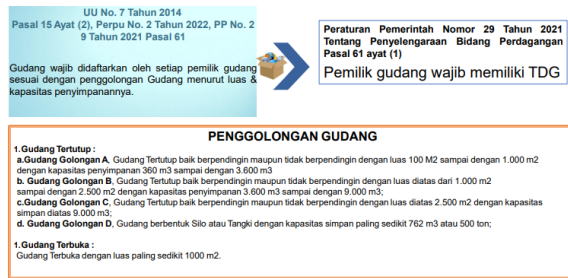 UU No. 7 Tahun 2014
Pasal 15 Ayat (2), Perpu No. 2 Tahun 2022, PP No. 2
9 Tahun 2021 Pasal 61
Gudang wajib didaftarkan oleh setiap pemilik gudang
sesuai dengan penggolongan Gudang menurut luas &
kapasitas penyimpanannya.
Peraturan Pemerintah Nomor 29 Tahun 2021
Tentang Penyelengaraan Bidang Perdagangan
Pasal 61 ayat (1)
Pemilik gudang wajib memiliki TDG
PENGGOLONGAN GUDANG
1.Gudang Tertutup :
a.Gudang Golongan A, Gudang Tertutup baik berpendingin maupun tidak berpendingin dengan luas 100 M2 sampai dengan 1.000 m2
dengan kapasitas penyimpanan 360 m3 sampai dengan 3.600 m3
b. Gudang Golongan B, Gudang Tertutup baik berpendingin maupun tidak berpendingin dengan luas diatas dari 1.000 m2
sampai dengan 2.500 m2 dengan kapasitas penyimpanan 3.600 m3 sampai dengan 9.000 m3;
c.Gudang Golongan C, Gudang Tertutup baik berpendingin maupun tidak berpendingin dengan luas diatas 2.500 m2 dengan kapasitas
simpan diatas 9.000 m3;
d. Gudang Golongan D, Gudang berbentuk Silo atau Tangki dengan kapasitas simpan paling sedikit 762 m3 atau 500 ton;
1.Gudang Terbuka :
Gudang Terbuka dengan luas paling sedikit 1000 m2.